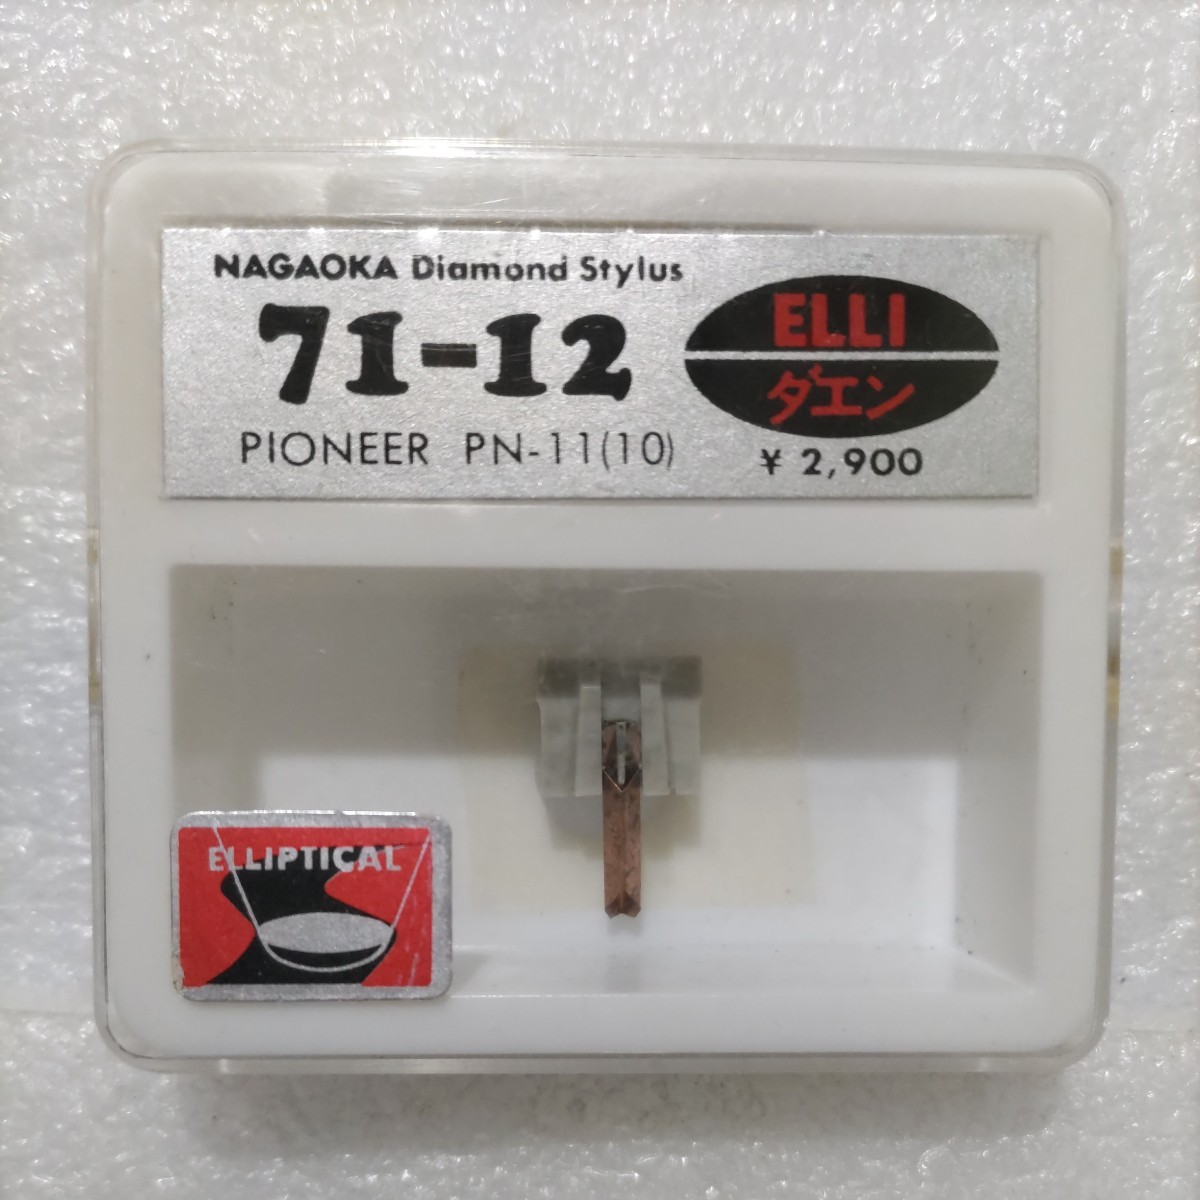 NAGAOKA Diamond Stylus
71-12
PIONEER PN-11(10)
ELLI
ダエン
¥ 2,900
ELLIPTICAL